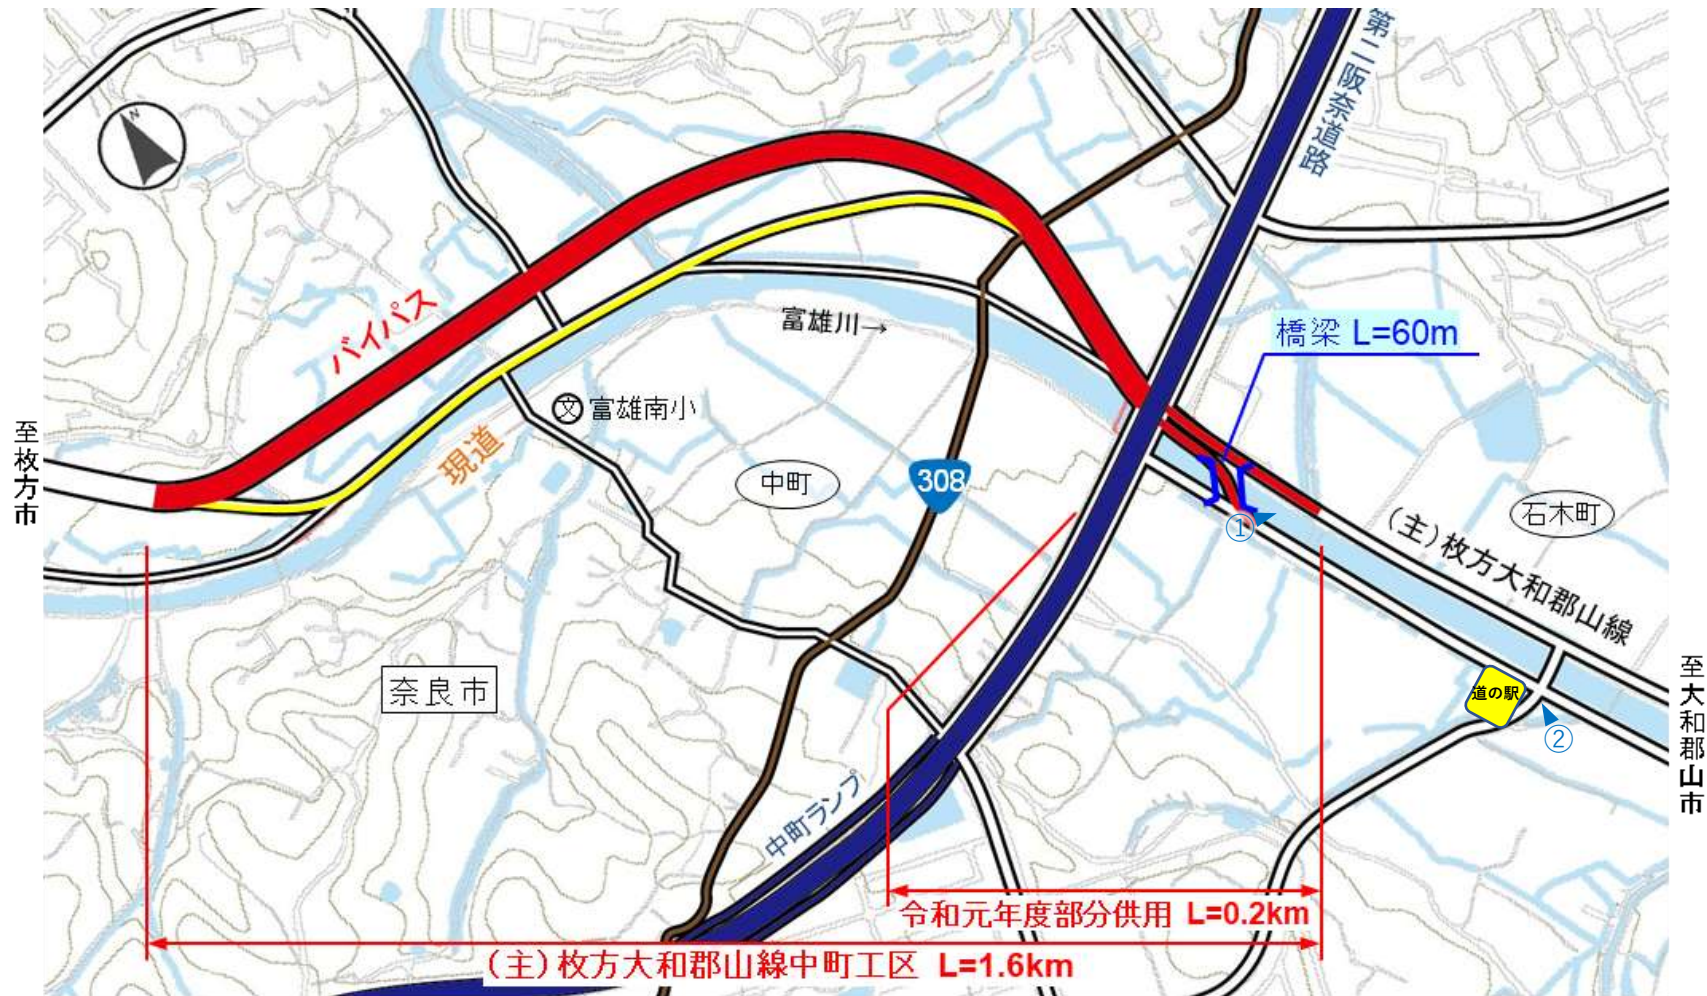 N
第二阪奈道路
バイパス
富雄川→
橋梁 L=60m
至枚方市
文
富雄南小
現道
中町
308
石木町
①
(主)枚方大和郡山線
奈良市
道の駅
②
至大和郡山市
中町ランプ
令和元年度部分供用 L=0.2km
(主)枚方大和郡山線中町工区 L=1.6km